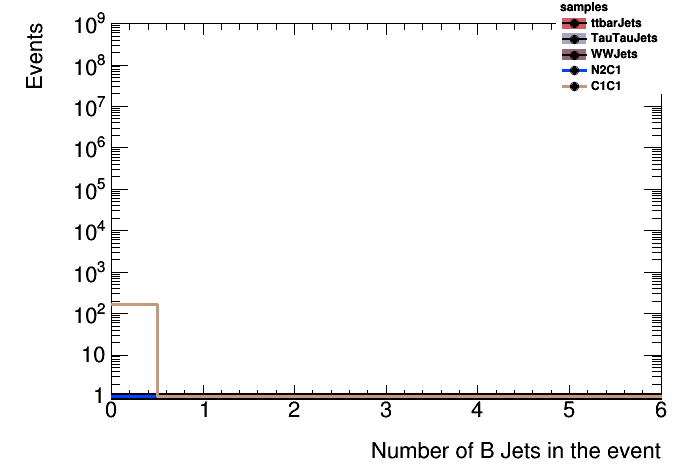 samples
ttbarJets
TauTauJets
WWJets
N2C1
C1C1
Events
10⁹
10⁸
10⁷
10⁶
10⁵
10⁴
10³
10²
10
1
0 1 2 3 4 5 6
Number of B Jets in the event